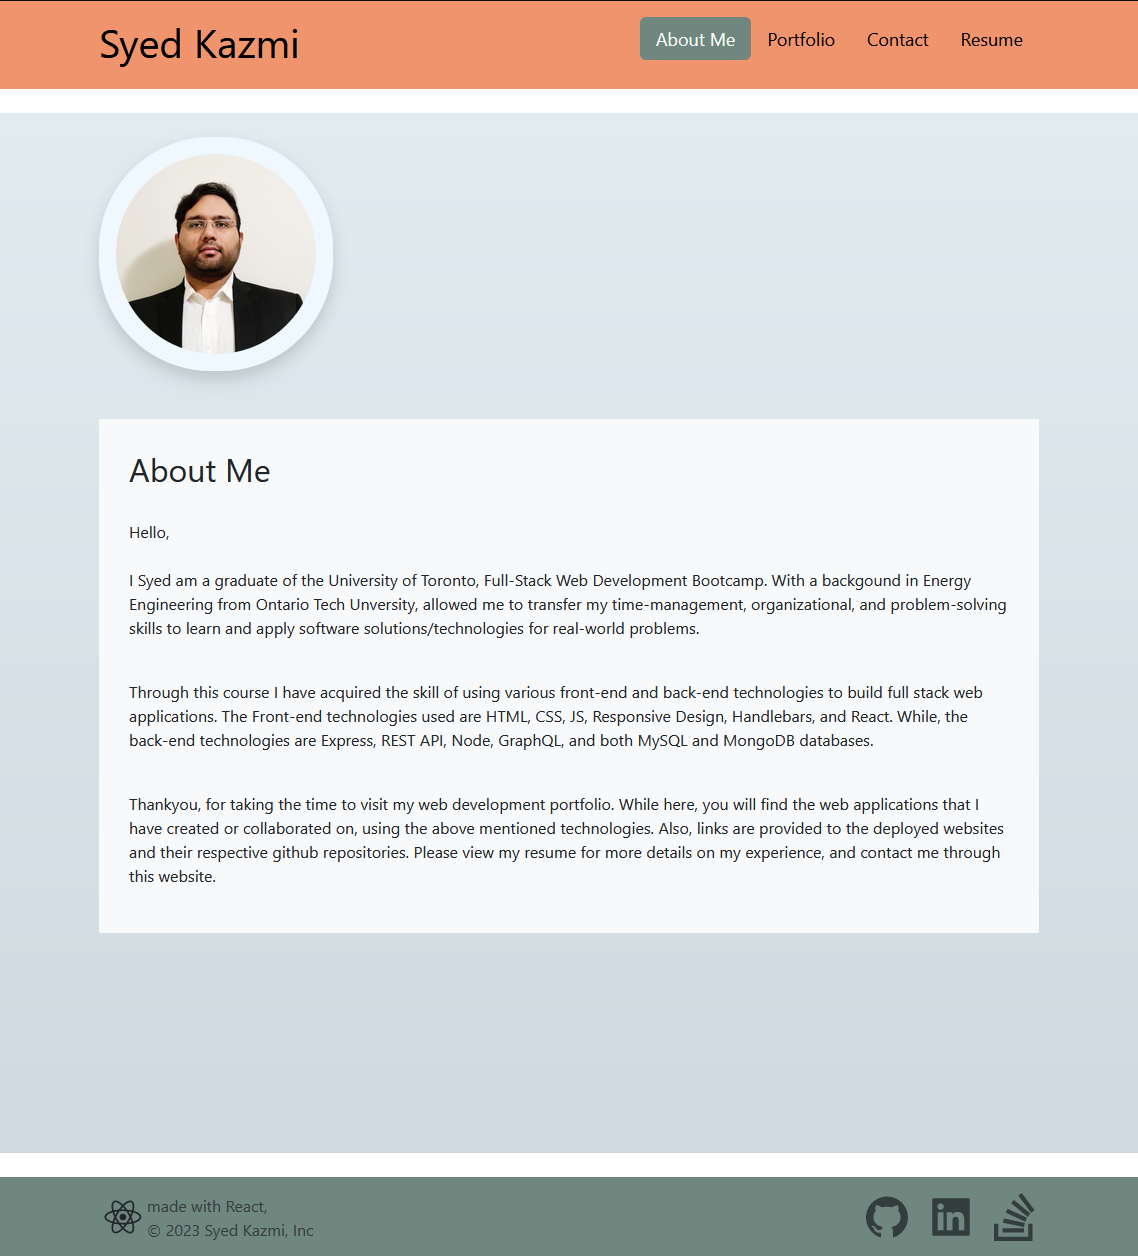 Syed Kazmi
About Me Portfolio Contact Resume
About Me
Hello,
I Syed am a graduate of the University of Toronto, Full-Stack Web Development Bootcamp. With a backgound in Energy
Engineering from Ontario Tech Unversity, allowed me to transfer my time-management, organizational, and problem-solving
skills to learn and apply software solutions/technologies for real-world problems.
Through this course I have acquired the skill of using various front-end and back-end technologies to build full stack web
applications. The Front-end technologies used are HTML, CSS, JS, Responsive Design, Handlebars, and React. While, the
back-end technologies are Express, REST API, Node, GraphQL, and both MySQL and MongoDB databases.
Thankyou, for taking the time to visit my web development portfolio. While here, you will find the web applications that I
have created or collaborated on, using the above mentioned technologies. Also, links are provided to the deployed websites
and their respective github repositories. Please view my resume for more details on my experience, and contact me through
this website.
made with React,
© 2023 Syed Kazmi, Inc
in